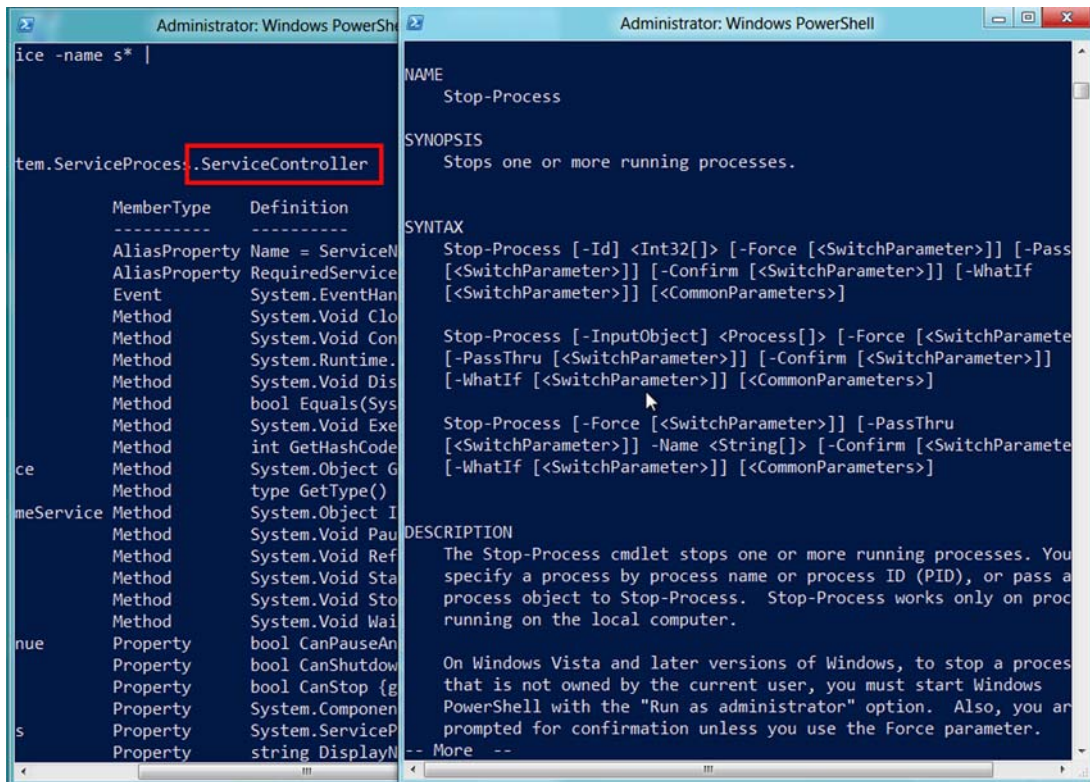 Administrator: Windows PowerShe
ice -name s* |
tem.ServiceProcess.ServiceController
MemberType Definition
---------- ----------
AliasProperty Name = ServiceN
AliasProperty RequiredService
Event System.EventHan
Method System.Void Clo
Method System.Void Con
Method System.Runtime.
Method System.Void Dis
Method bool Equals(Sys
Method System.Void Exe
Method int GetHashCode
ce Method System.Object G
Method type GetType()
meService Method System.Object I
Method System.Void Pau
Method System.Void Ref
Method System.Void Sta
Method System.Void Sto
Method System.Void Wai
nue Property bool CanPauseAn
Property bool CanShutdow
Property bool CanStop {g
Property System.Componen
s Property System.ServiceP
Property string DisplayN
Administrator: Windows PowerShell
NAME
Stop-Process
SYNOPSIS
Stops one or more running processes.
SYNTAX
Stop-Process [-Id] <Int32[]> [-Force [<SwitchParameter>]] [-Pass
[<SwitchParameter>]] [-Confirm [<SwitchParameter>]] [-WhatIf
[<SwitchParameter>]] [<CommonParameters>]
Stop-Process [-InputObject] <Process[]> [-Force [<SwitchParamete
[-PassThru [<SwitchParameter>]] [-Confirm [<SwitchParameter>]]
[-WhatIf [<SwitchParameter>]] [<CommonParameters>]
Stop-Process [-Force [<SwitchParameter>]] [-PassThru
[<SwitchParameter>]] -Name <String[]> [-Confirm [<SwitchParamete
[-WhatIf [<SwitchParameter>]] [<CommonParameters>]
DESCRIPTION
The Stop-Process cmdlet stops one or more running processes. You
specify a process by process name or process ID (PID), or pass a
process object to Stop-Process.  Stop-Process works only on proc
running on the local computer.
On Windows Vista and later versions of Windows, to stop a proces
that is not owned by the current user, you must start Windows
PowerShell with the "Run as administrator" option.  Also, you ar
prompted for confirmation unless you use the Force parameter.
-- More  --